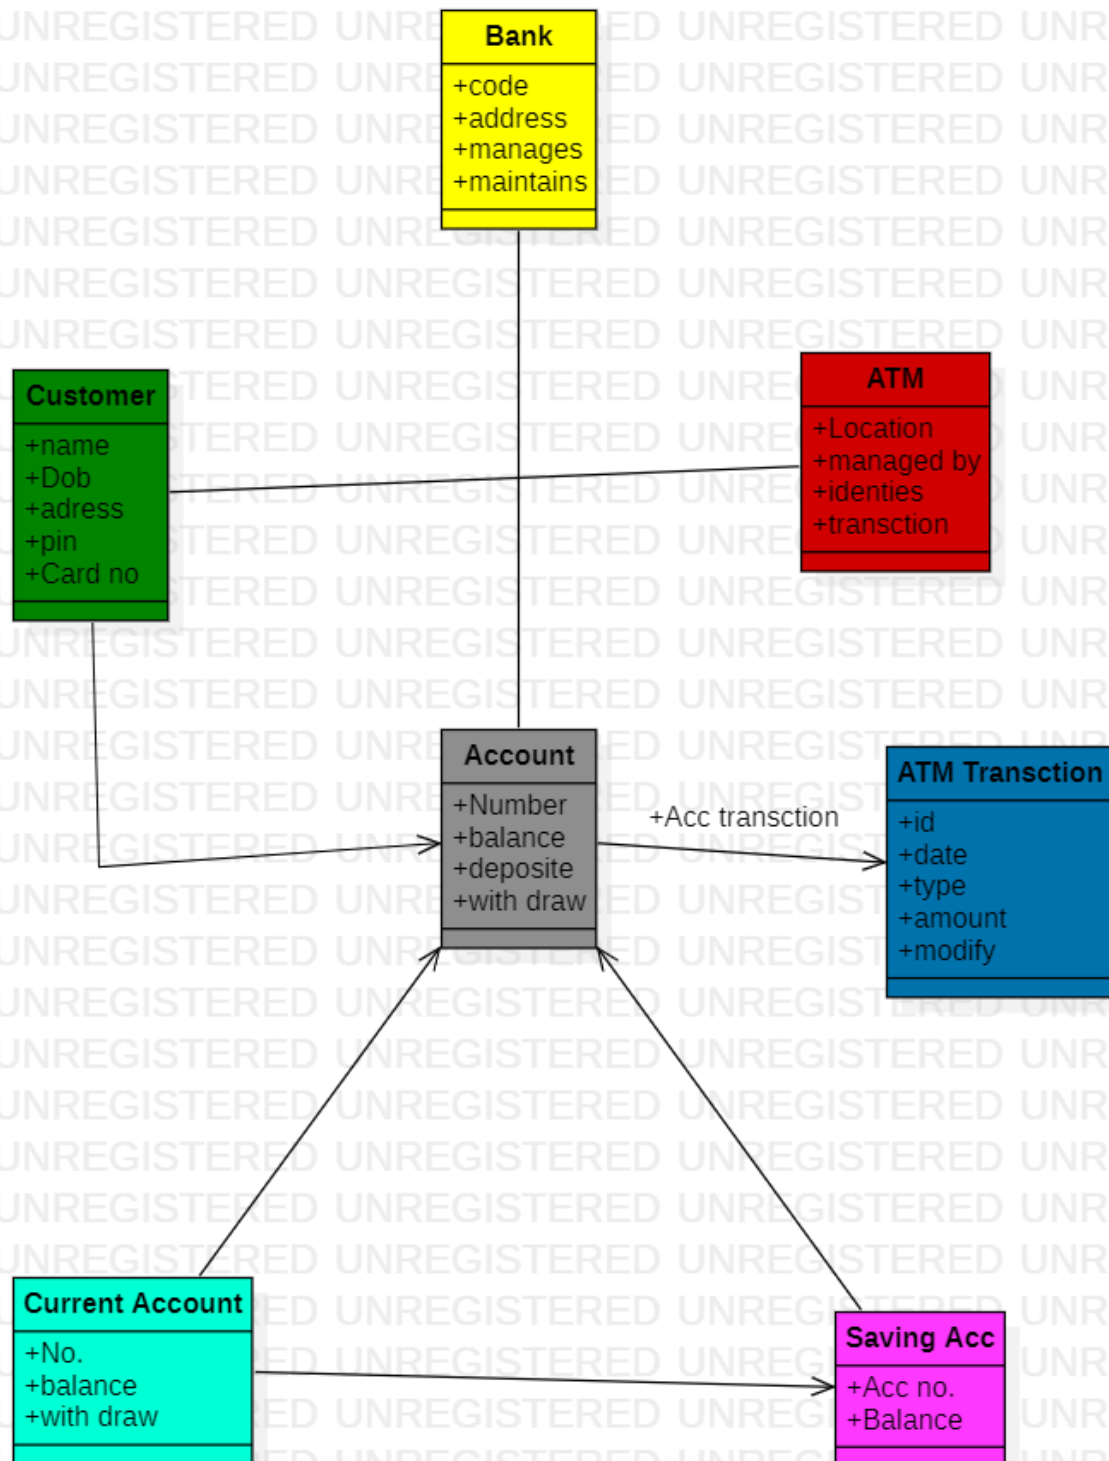 Bank
+code
+address
+manages
+maintains
Customer
+name
+Dob
+adress
+pin
+Card no
ATM
+Location
+managed by
+identies
+transction
Account
+Number
+balance
+deposite
+with draw
+Acc transction
ATM Transction
+id
+date
+type
+amount
+modify
Current Account
+No.
+balance
+with draw
Saving Acc
+Acc no.
+Balance
UNREGISTERED